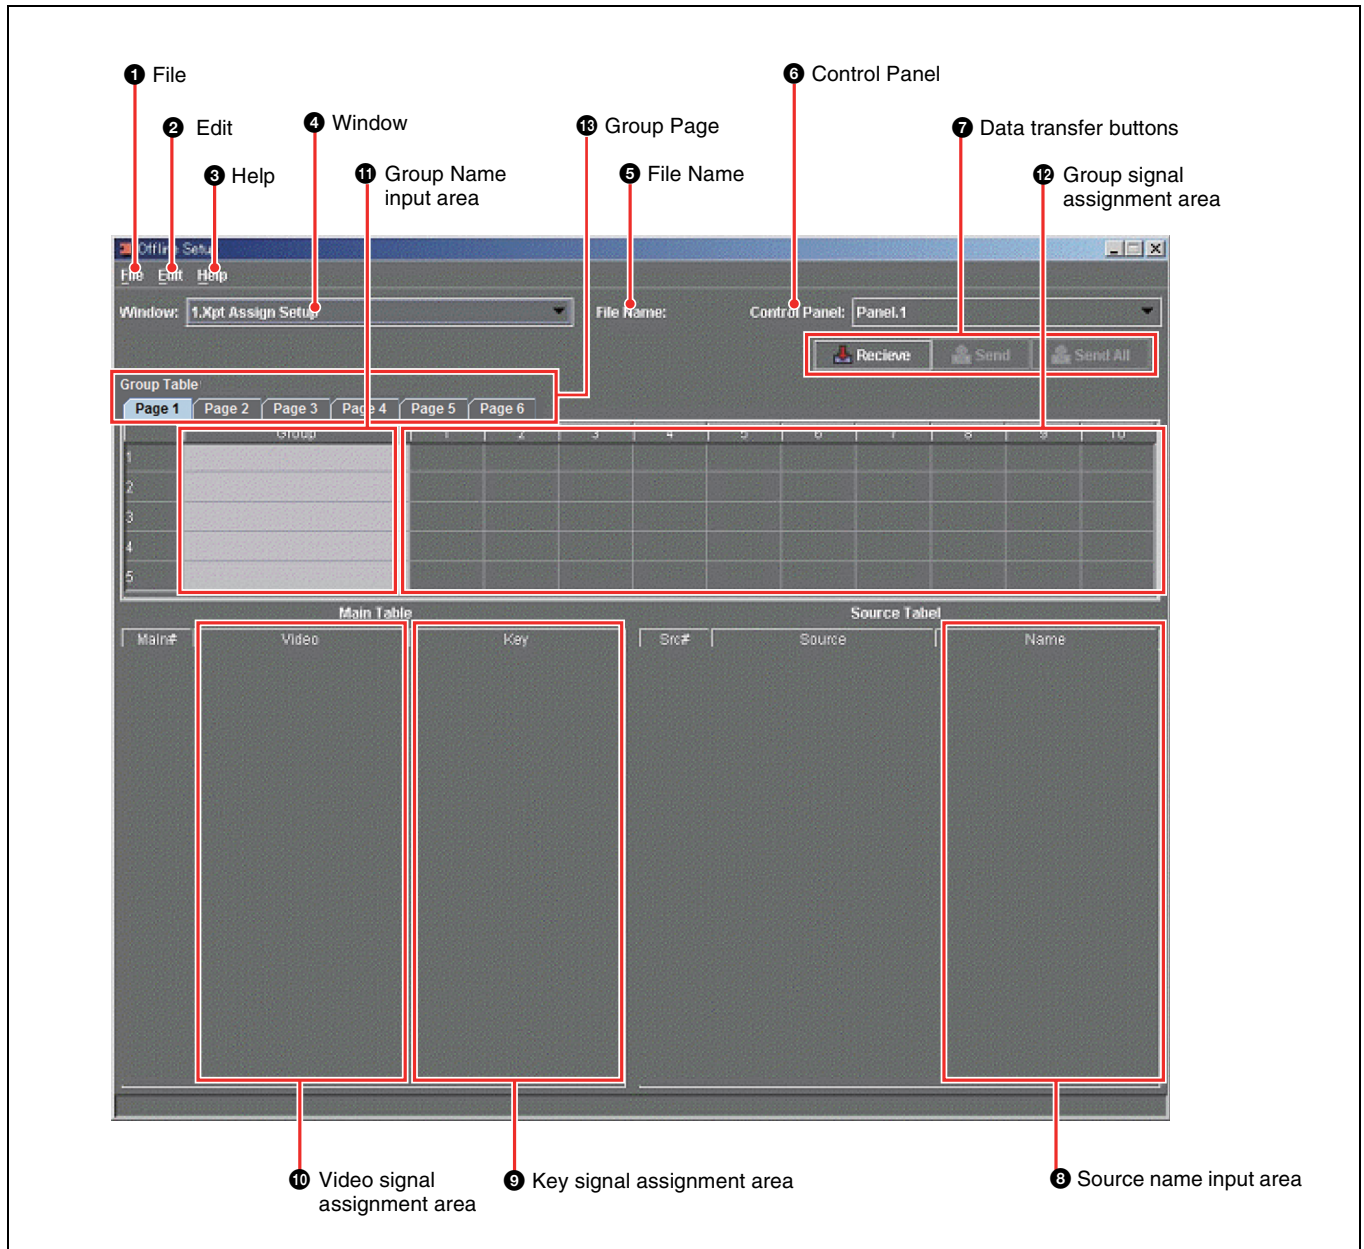 1 File
6 Control Panel
2 Edit
4 Window
13 Group Page
7 Data transfer buttons
3 Help
11 Group Name
input area
5 File Name
12 Group signal
assignment area
Offline Setup
File Edit Help
Window: 1.Xpt Assign Setup
File Name:
Control Panel: Panel.1
Recieve Send Send All
Group Table
Page 1 Page 2 Page 3 Page 4 Page 5 Page 6
Group 1 2 3 4 5 6 7 8 9 10
1
2
3
4
5
Main Table
Source Tabel
Main# Video Key
Src# Source Name
10 Video signal
assignment area
9 Key signal assignment area
8 Source name input area